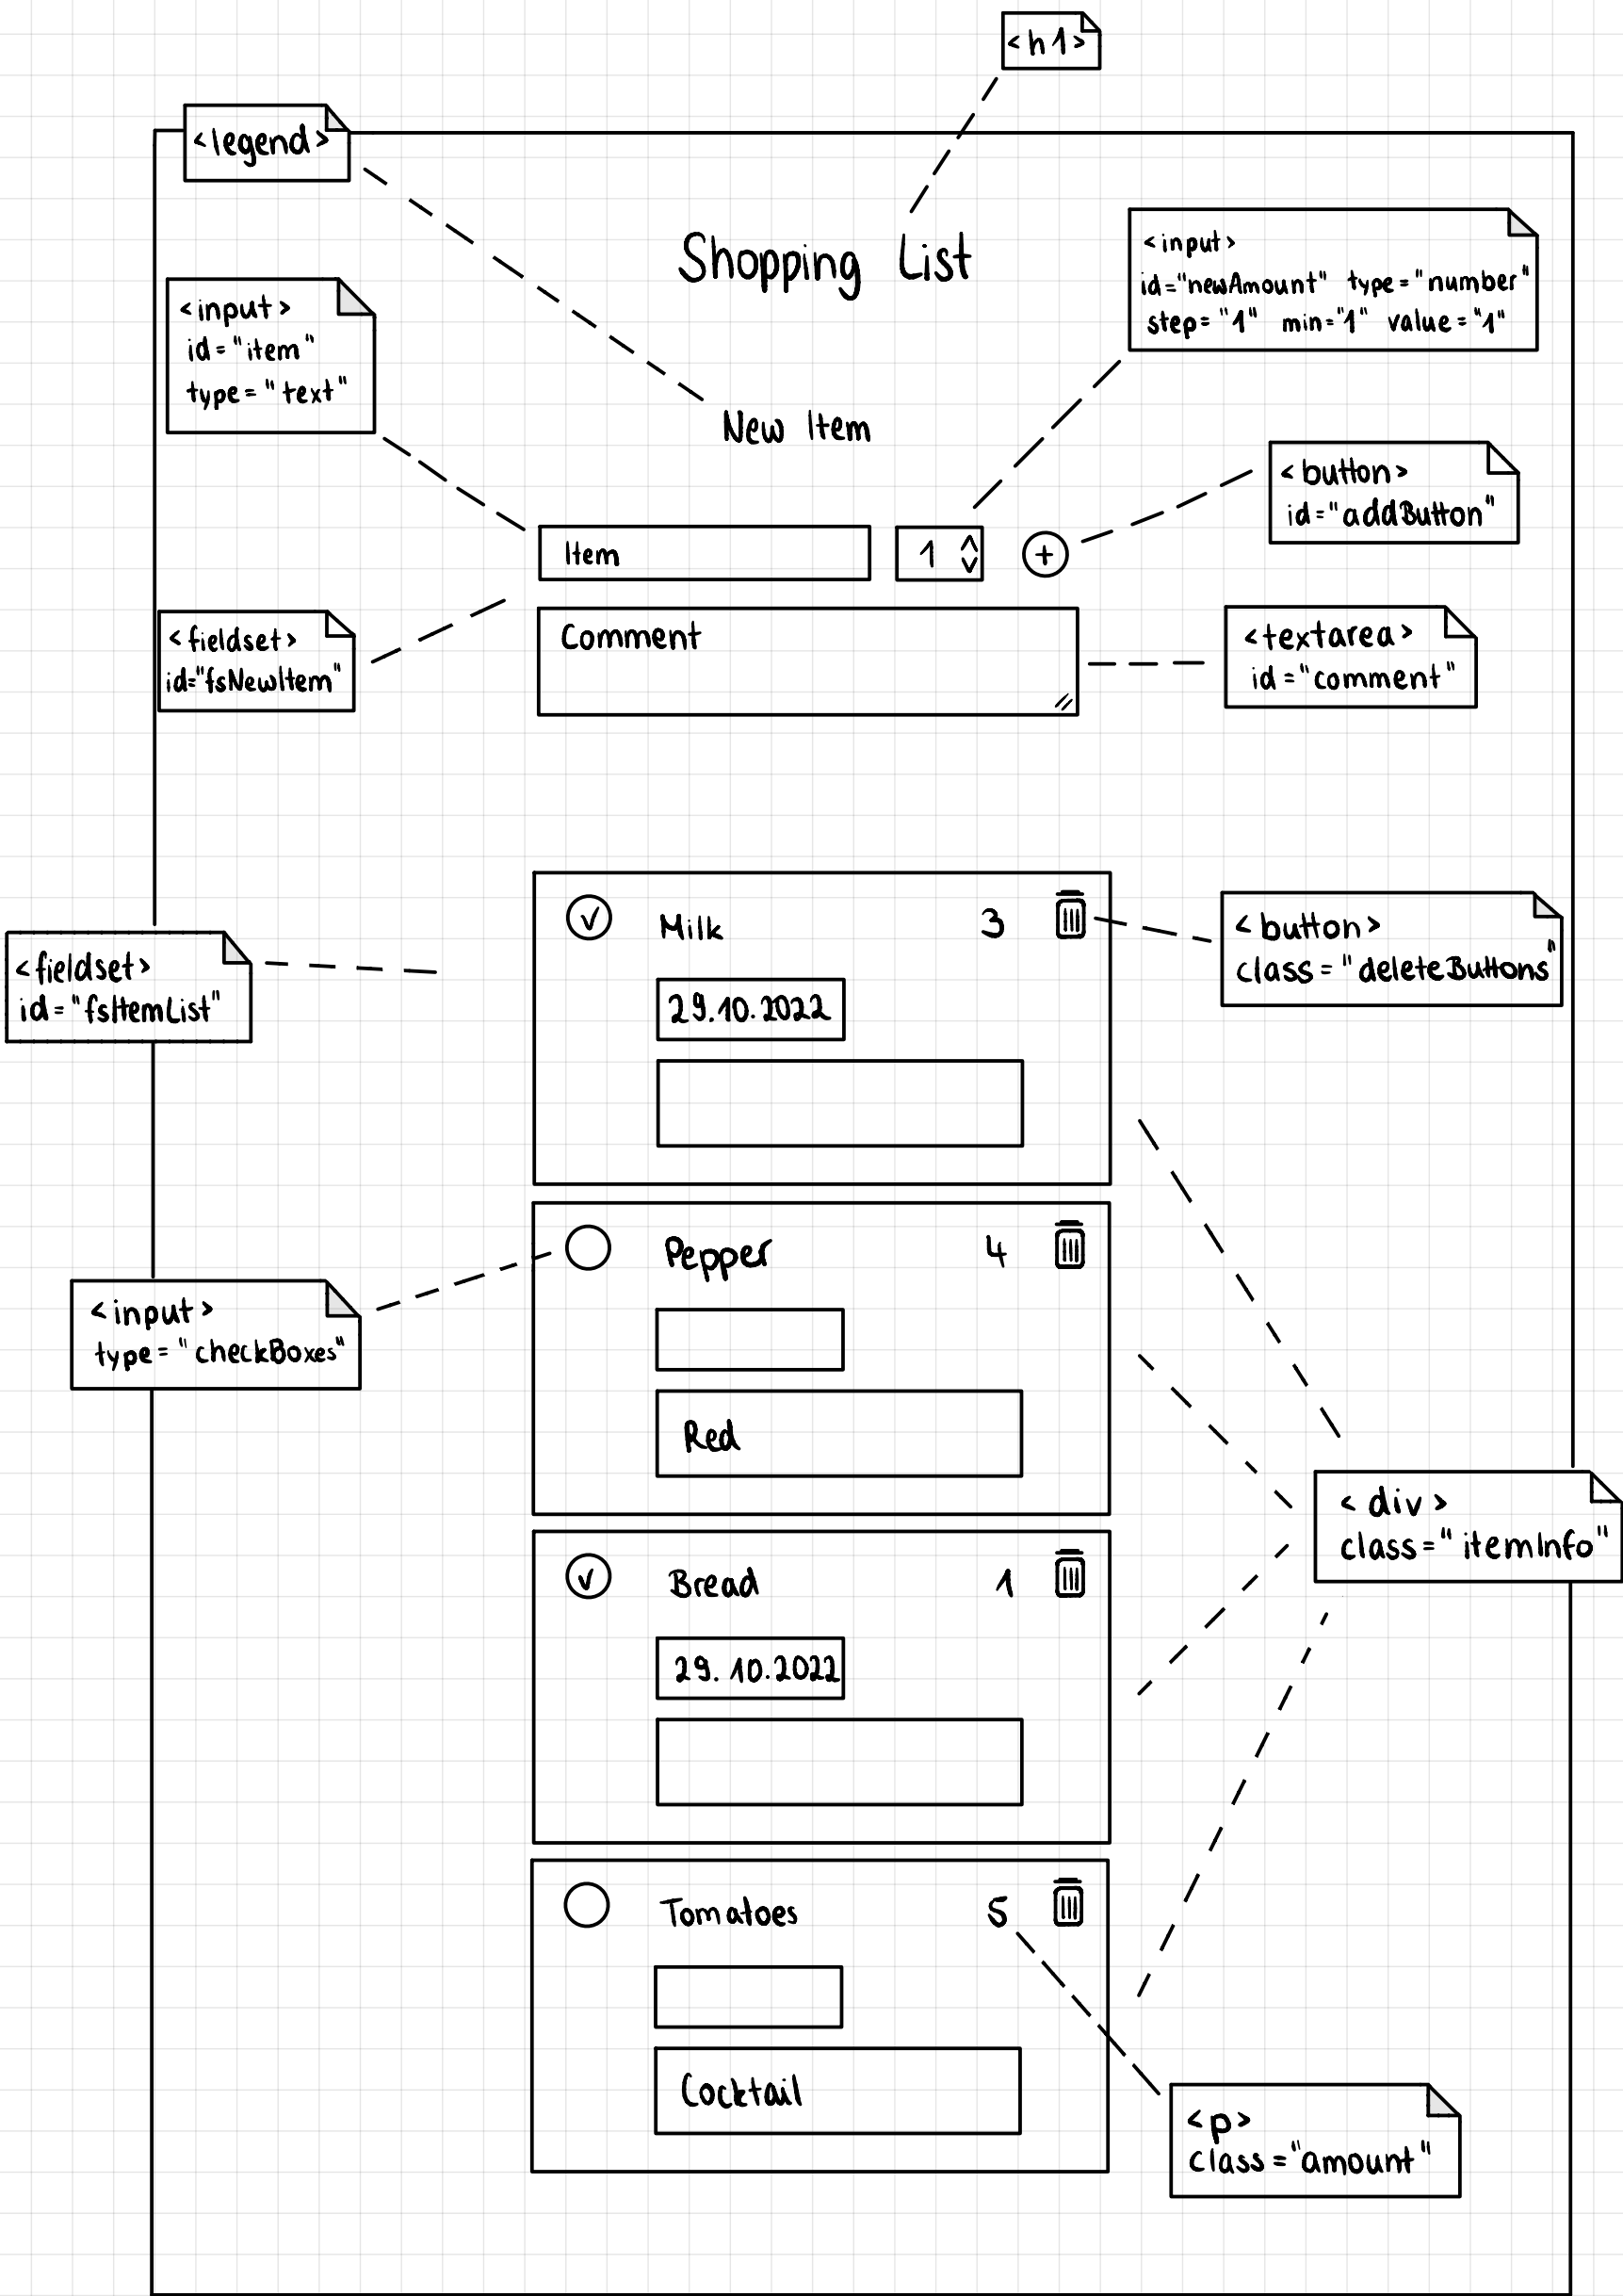 <h1>
<legend>
Shopping List
<input>
id="newAmount" type="number"
step="1" min="1" value="1"
<input>
id="item"
type="text"
New Item
<button>
id="addButton"
Item
1
+
<fieldset>
id="fsNewItem"
Comment
<textarea>
id="comment"
Milk 3
<button>
class="deleteButtons"
<fieldset>
id="fsItemList"
29.10.2022
Pepper 4
<input>
type="checkBoxes"
Red
<div>
class="itemInfo"
Bread 1
29.10.2022
Tomatoes 5
Cocktail
<p>
class="amount"